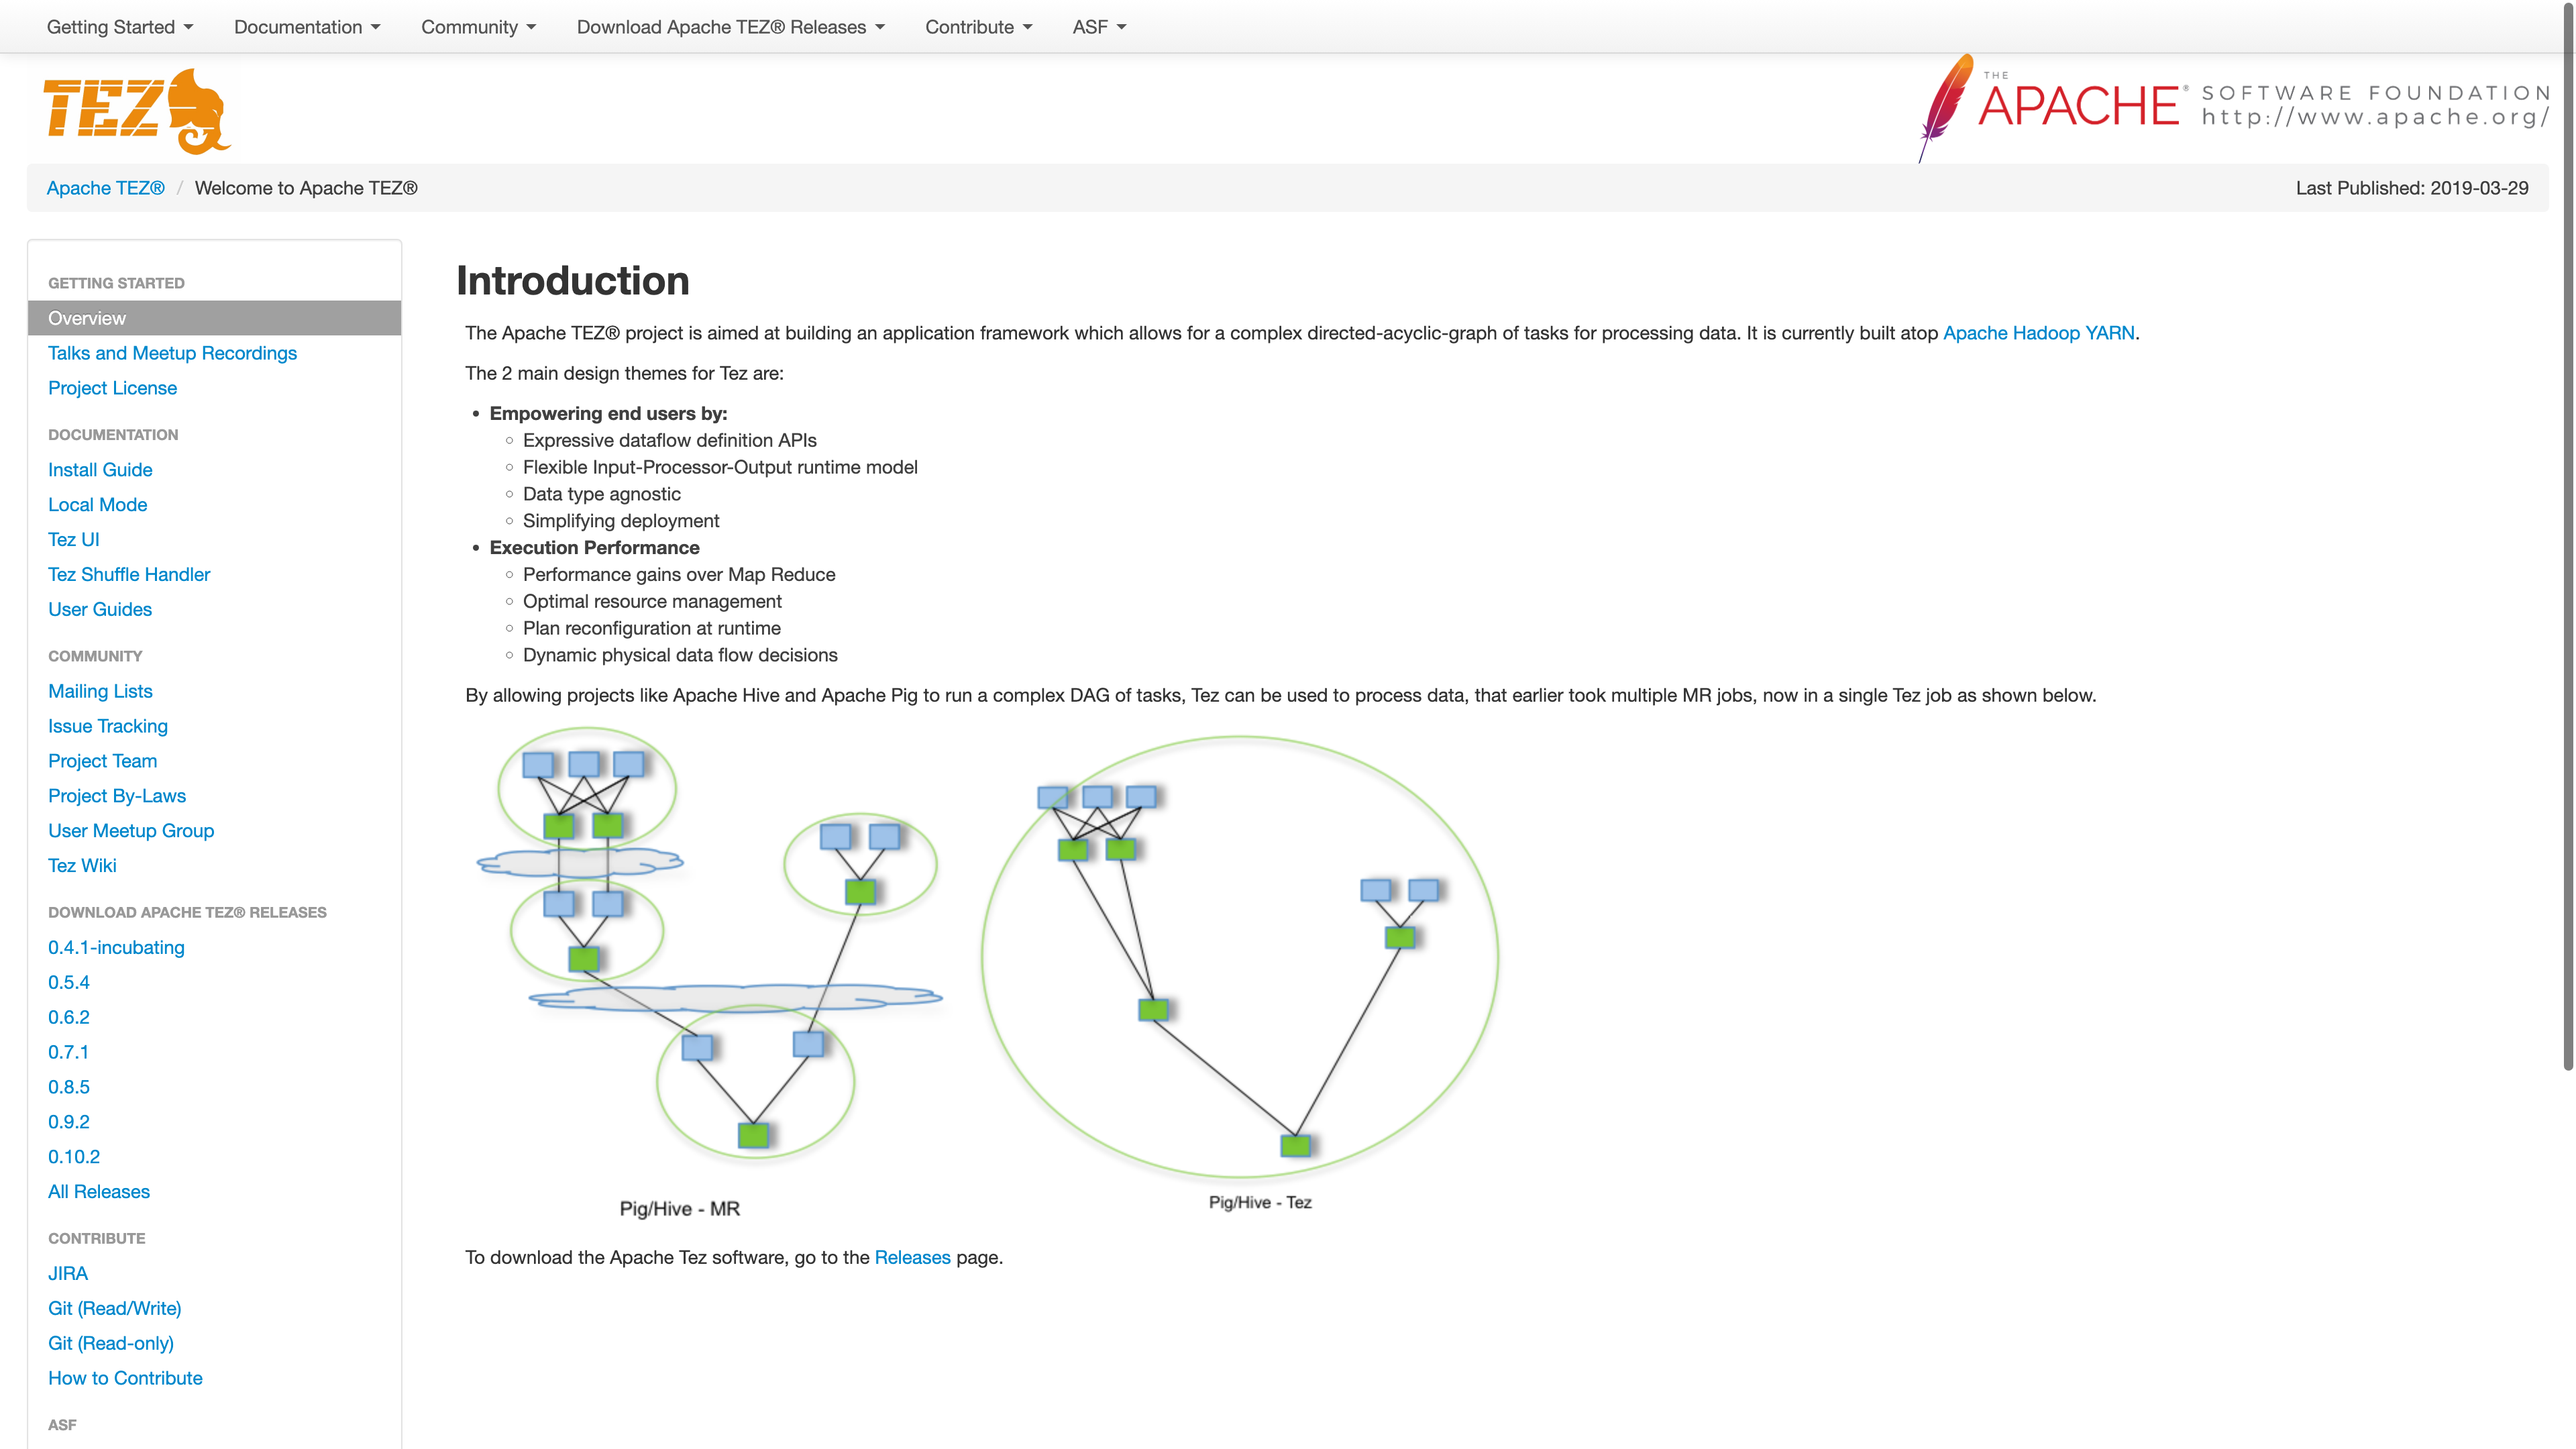 Getting Started Documentation Community Download Apache TEZ® Releases Contribute ASF
TEZ
THE
APACHE® SOFTWARE FOUNDATION
http://www.apache.org/
Apache TEZ® / Welcome to Apache TEZ® Last Published: 2019-03-29
GETTING STARTED
Overview
Talks and Meetup Recordings
Project License
DOCUMENTATION
Install Guide
Local Mode
Tez UI
Tez Shuffle Handler
User Guides
COMMUNITY
Mailing Lists
Issue Tracking
Project Team
Project By-Laws
User Meetup Group
Tez Wiki
DOWNLOAD APACHE TEZ® RELEASES
0.4.1-incubating
0.5.4
0.6.2
0.7.1
0.8.5
0.9.2
0.10.2
All Releases
CONTRIBUTE
JIRA
Git (Read/Write)
Git (Read-only)
How to Contribute
ASF
Introduction
The Apache TEZ® project is aimed at building an application framework which allows for a complex directed-acyclic-graph of tasks for processing data. It is currently built atop Apache Hadoop YARN.
The 2 main design themes for Tez are:
• Empowering end users by:
◦ Expressive dataflow definition APIs
◦ Flexible Input-Processor-Output runtime model
◦ Data type agnostic
◦ Simplifying deployment
• Execution Performance
◦ Performance gains over Map Reduce
◦ Optimal resource management
◦ Plan reconfiguration at runtime
◦ Dynamic physical data flow decisions
By allowing projects like Apache Hive and Apache Pig to run a complex DAG of tasks, Tez can be used to process data, that earlier took multiple MR jobs, now in a single Tez job as shown below.
Pig/Hive - MR
Pig/Hive - Tez
To download the Apache Tez software, go to the Releases page.